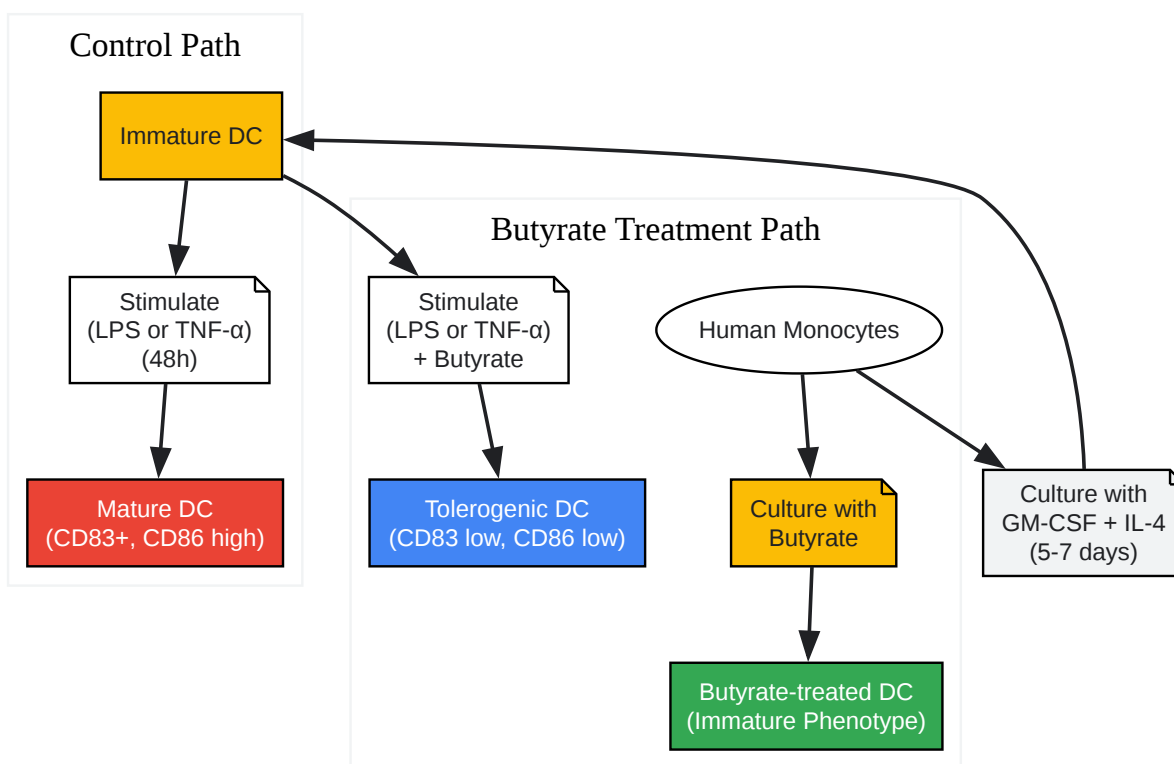 Control Path
Immature DC
Butyrate Treatment Path
Stimulate
(LPS or TNF-α)
(48h)
Stimulate
(LPS or TNF-α)
+ Butyrate
Human Monocytes
Mature DC
(CD83+, CD86 high)
Tolerogenic DC
(CD83 low, CD86 low)
Culture with
Butyrate
Culture with
GM-CSF + IL-4
(5-7 days)
Butyrate-treated DC
(Immature Phenotype)